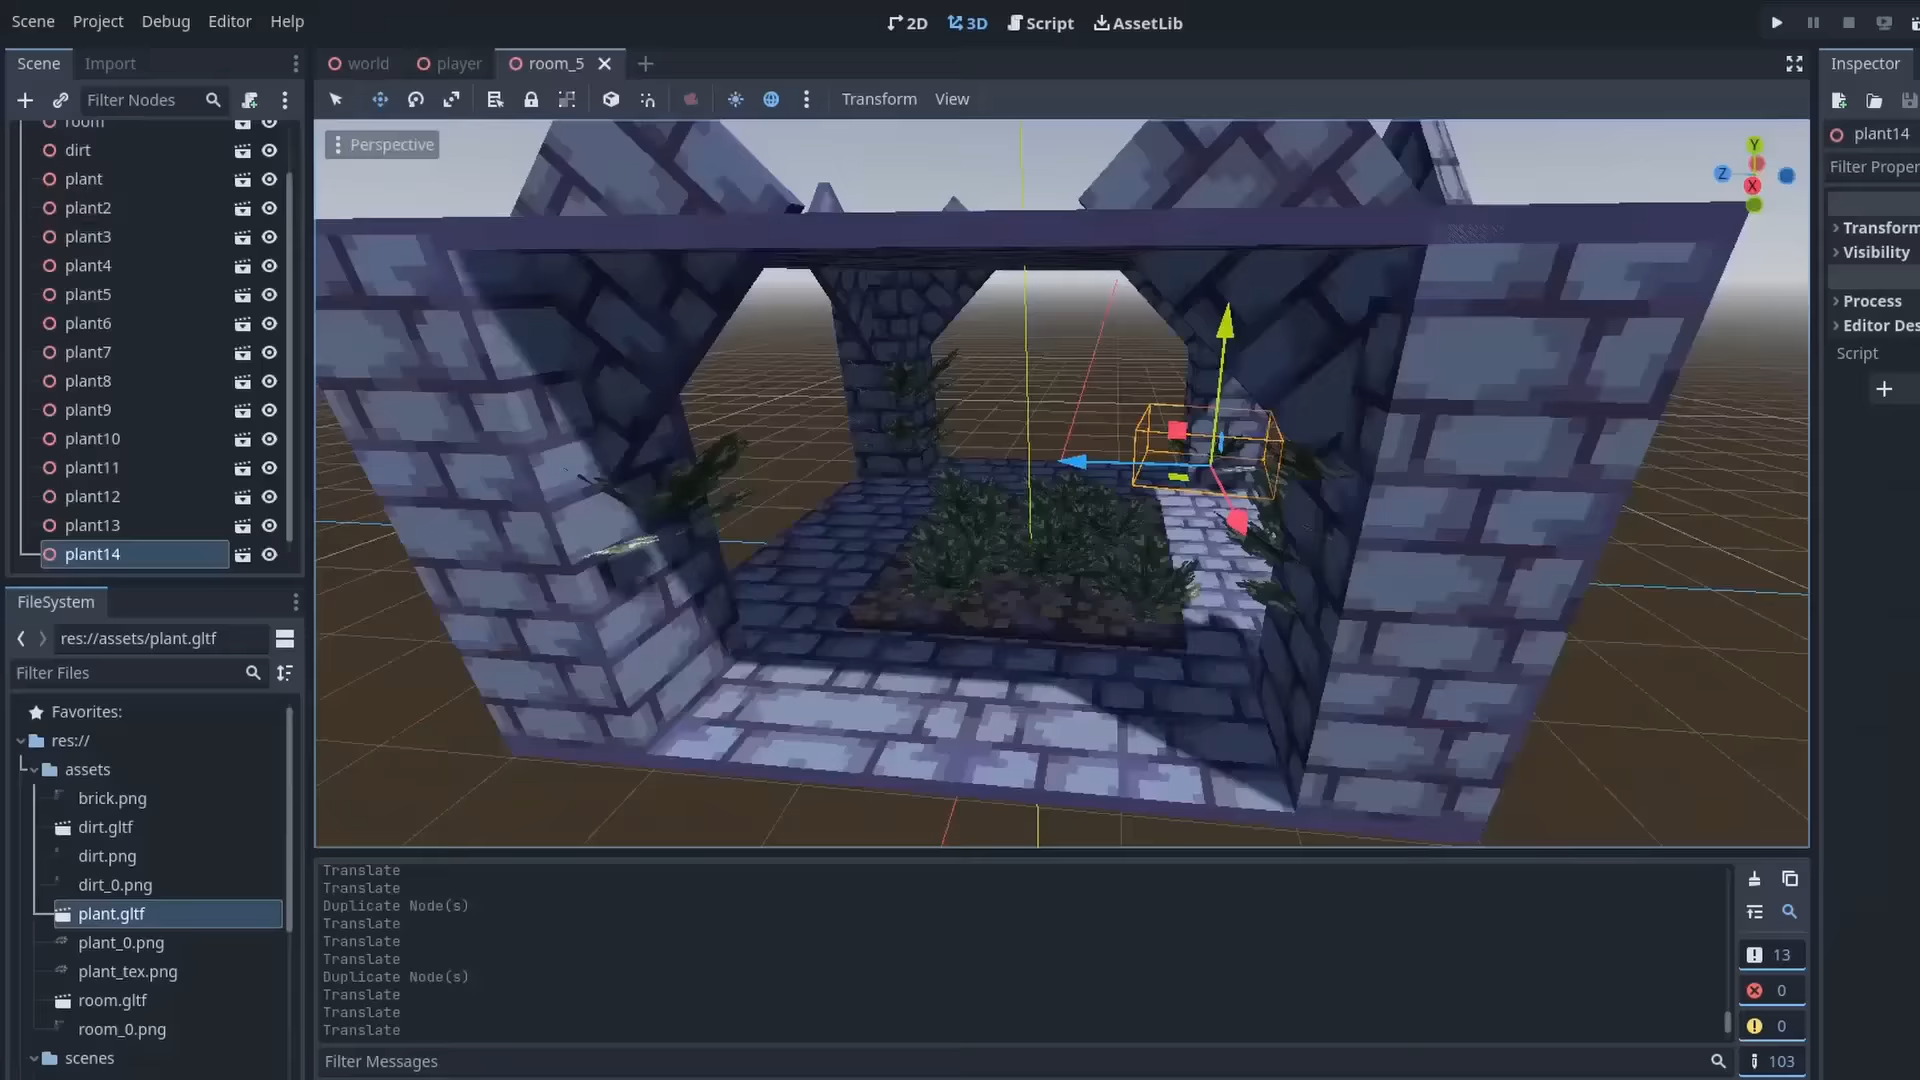 Scene Project Debug Editor Help
2D 3D Script AssetLib
Scene Import
world player room_5
Inspector
Filter Nodes
Transform View
room
dirt
plant
plant2
plant3
plant4
plant5
plant6
plant7
plant8
plant9
plant10
plant11
plant12
plant13
plant14
Perspective
Y
Z
X
plant14
Filter Proper
Transform
Visibility
Process
Editor Des
Script
FileSystem
res://assets/plant.gltf
Filter Files
Favorites:
res://
assets
brick.png
dirt.gltf
dirt.png
dirt_0.png
plant.gltf
plant_0.png
plant_tex.png
room.gltf
room_0.png
scenes
Translate
Translate
Duplicate Node(s)
Translate
Translate
Translate
Duplicate Node(s)
Translate
Translate
Translate
Filter Messages
13
0
0
103